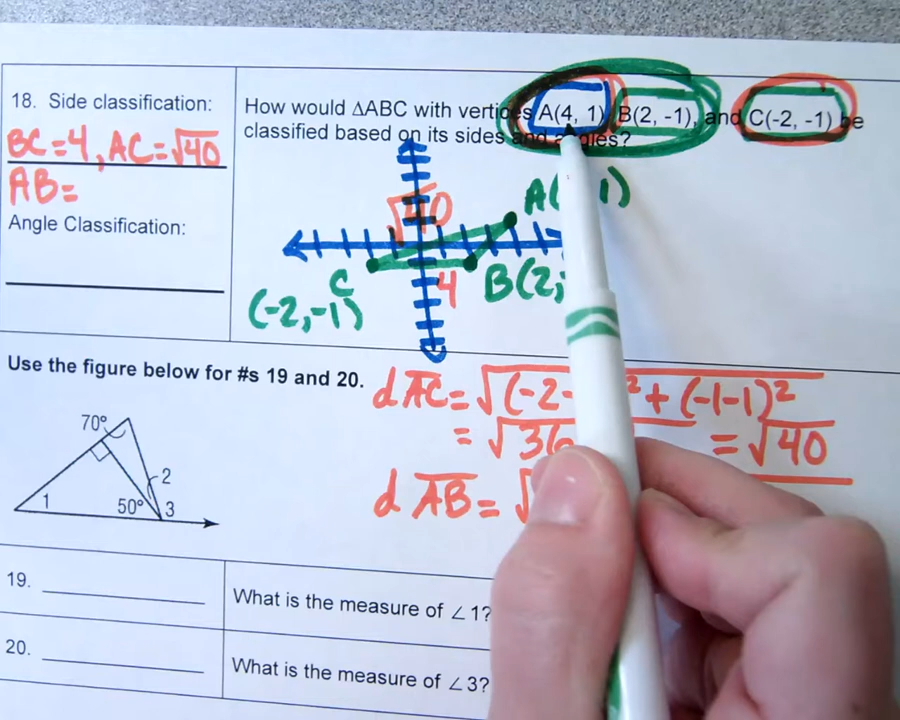 18. Side classification:
BC=4, AC=√40
AB=
Angle Classification:
How would ΔABC with vertices A(4, 1), B(2, -1), and C(-2, -1) be
classified based on its sides and angles?
√40
A( 1)
C
(-2,-1)
4
B(2,
Use the figure below for #s 19 and 20.
d AC = √(-2- ² + (-1-1)²
= √36 = √40
d AB = √
70°
1
50°
2
3
19.
What is the measure of ∠1?
20.
What is the measure of ∠3?